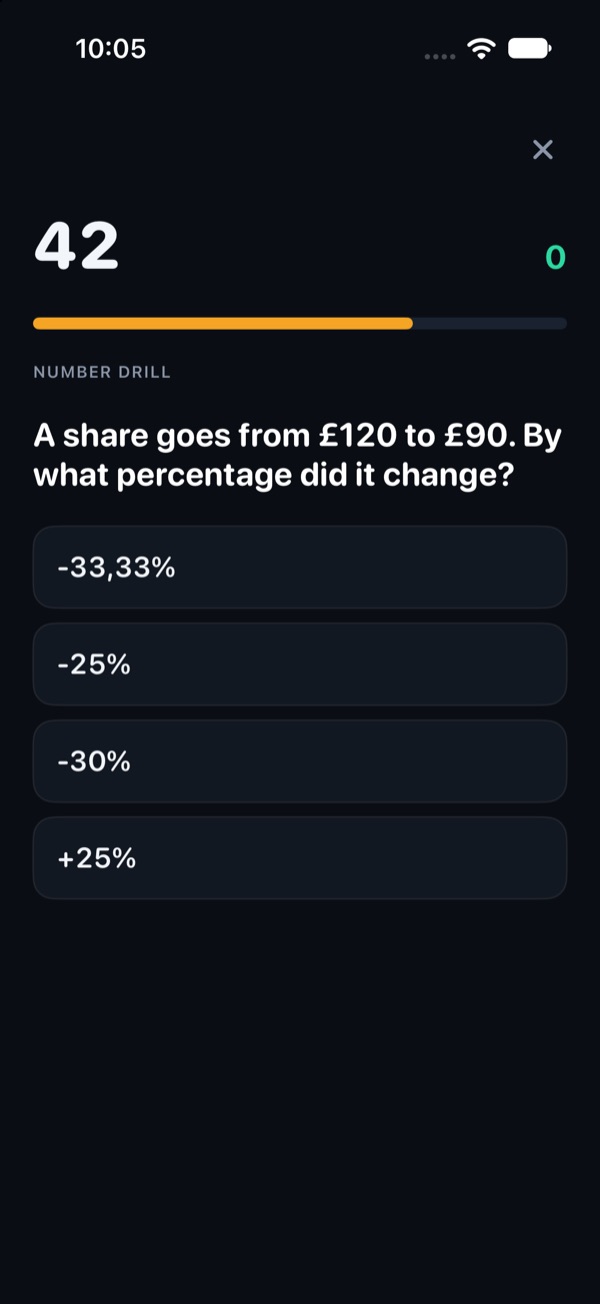 10:05
42
0
NUMBER DRILL
A share goes from £120 to £90. By
what percentage did it change?
-33,33%
-25%
-30%
+25%